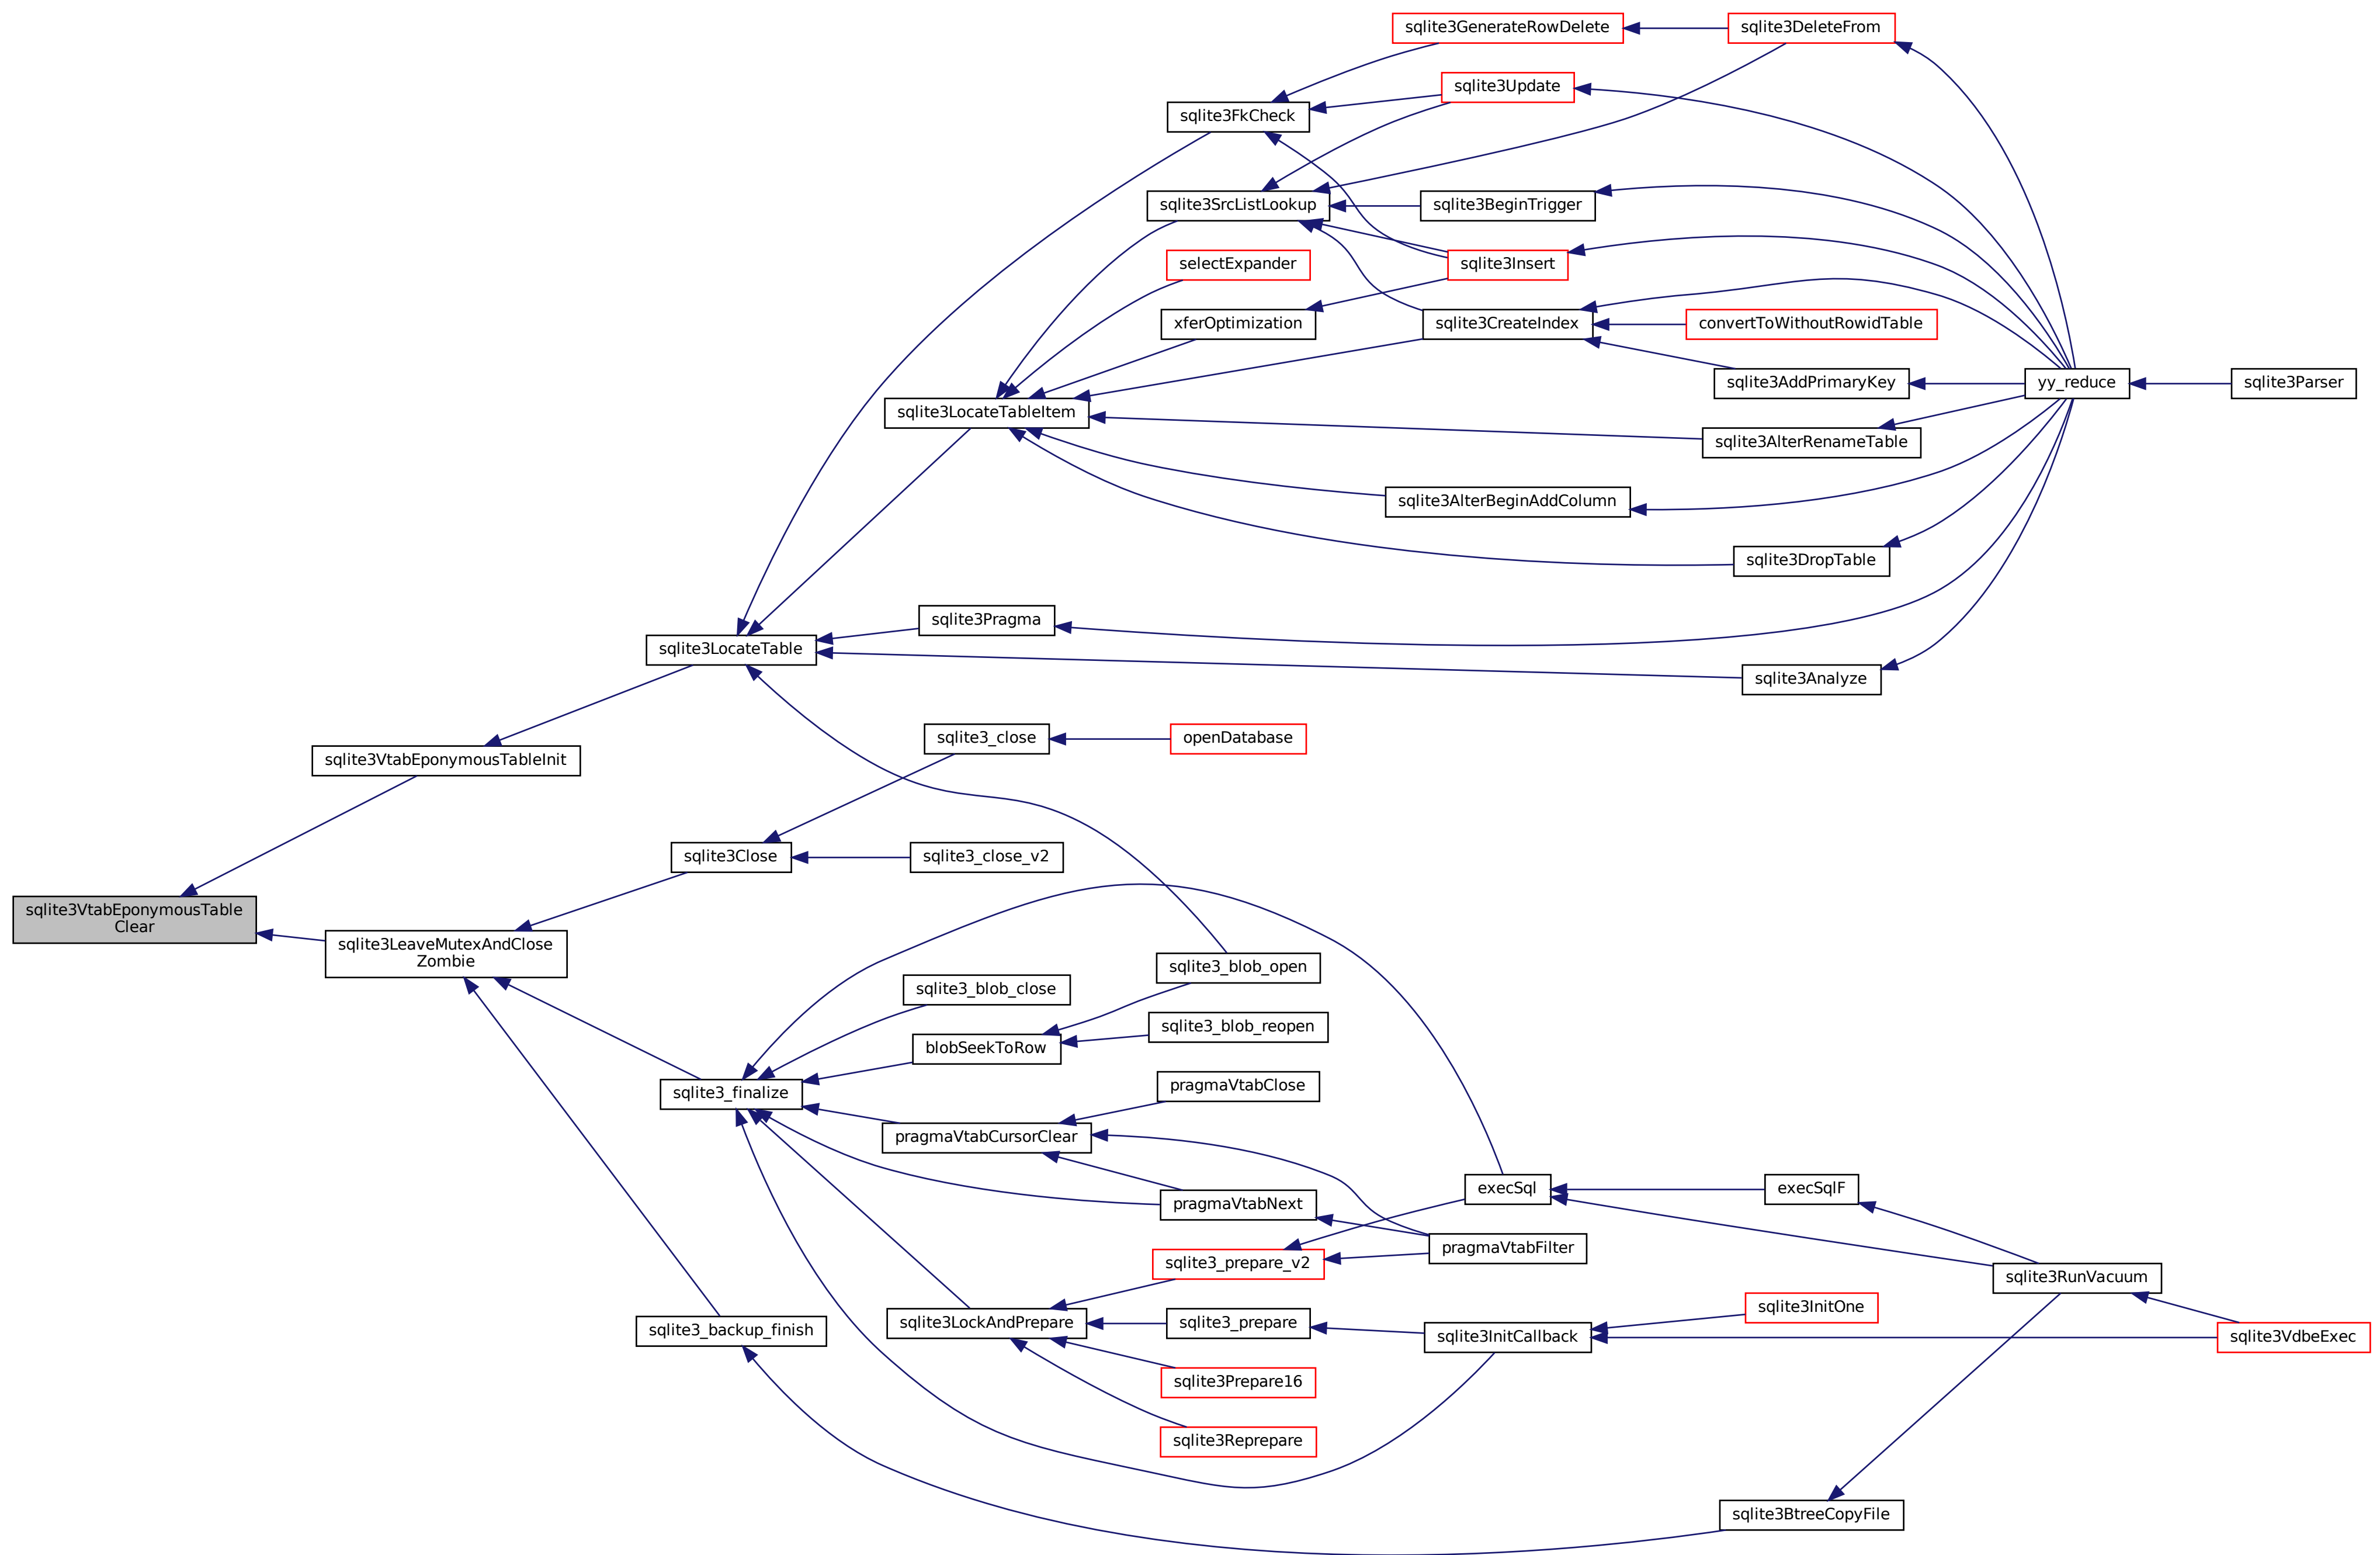 sqlite3GenerateRowDelete
sqlite3DeleteFrom
sqlite3Update
sqlite3FkCheck
sqlite3SrcListLookup
sqlite3BeginTrigger
selectExpander
sqlite3Insert
xferOptimization
sqlite3CreateIndex
convertToWithoutRowidTable
sqlite3AddPrimaryKey
yy_reduce
sqlite3Parser
sqlite3LocateTableItem
sqlite3AlterRenameTable
sqlite3AlterBeginAddColumn
sqlite3DropTable
sqlite3Pragma
sqlite3LocateTable
sqlite3Analyze
sqlite3_close
openDatabase
sqlite3VtabEponymousTableInit
sqlite3Close
sqlite3_close_v2
sqlite3VtabEponymousTable
Clear
sqlite3LeaveMutexAndClose
Zombie
sqlite3_blob_open
sqlite3_blob_close
sqlite3_blob_reopen
blobSeekToRow
pragmaVtabClose
sqlite3_finalize
pragmaVtabCursorClear
execSql
execSqlF
pragmaVtabNext
pragmaVtabFilter
sqlite3_prepare_v2
sqlite3RunVacuum
sqlite3InitOne
sqlite3_backup_finish
sqlite3LockAndPrepare
sqlite3_prepare
sqlite3InitCallback
sqlite3VdbeExec
sqlite3Prepare16
sqlite3Reprepare
sqlite3BtreeCopyFile